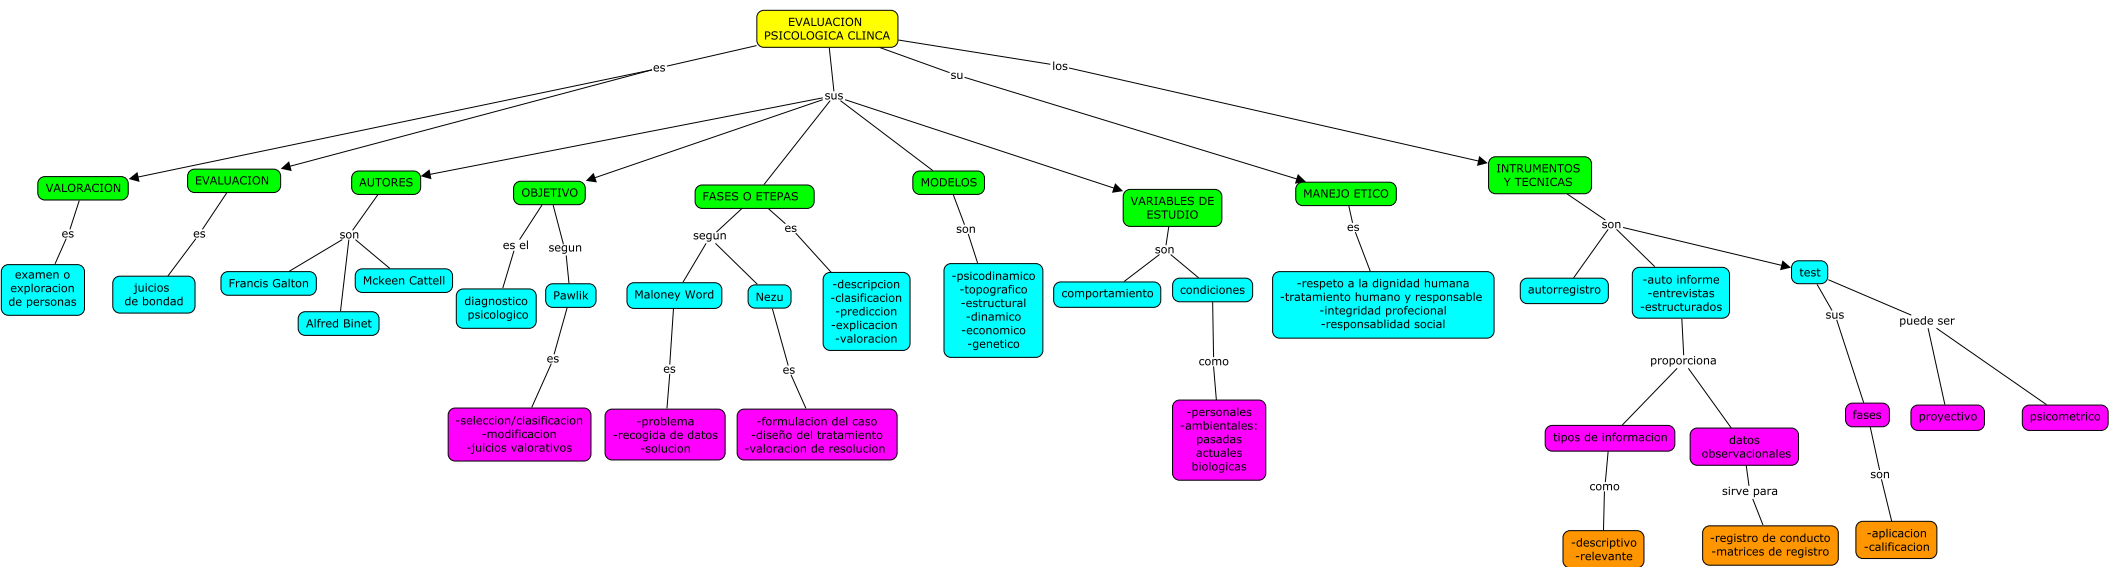 EVALUACION
PSICOLOGICA CLINCA
es
los
su
sus
VALORACION
EVALUACION
AUTORES
OBJETIVO
FASES O ETEPAS
MODELOS
VARIABLES DE
ESTUDIO
MANEJO ETICO
INTRUMENTOS
Y TECNICAS
es
es
son
es el
segun
segun
es
son
son
es
son
examen o
exploracion
de personas
juicios
de bondad
Francis Galton
Alfred Binet
Mckeen Cattell
diagnostico
psicologico
Pawlik
Maloney Word
Nezu
-descripcion
-clasificacion
-prediccion
-explicacion
-valoracion
-psicodinamico
-topografico
-estructural
-dinamico
-economico
-genetico
comportamiento
condiciones
-respeto a la dignidad humana
-tratamiento humano y responsable
-integridad profecional
-responsablidad social
autorregistro
-auto informe
-entrevistas
-estructurados
test
es
es
es
como
proporciona
sus
puede ser
-seleccion/clasificacion
-modificacion
-juicios valorativos
-problema
-recogida de datos
-solucion
-formulacion del caso
-diseño del tratamiento
-valoracion de resolucion
-personales
-ambientales:
pasadas
actuales
biologicas
tipos de informacion
datos
observacionales
fases
proyectivo
psicometrico
como
sirve para
son
-descriptivo
-relevante
-registro de conducto
-matrices de registro
-aplicacion
-calificacion